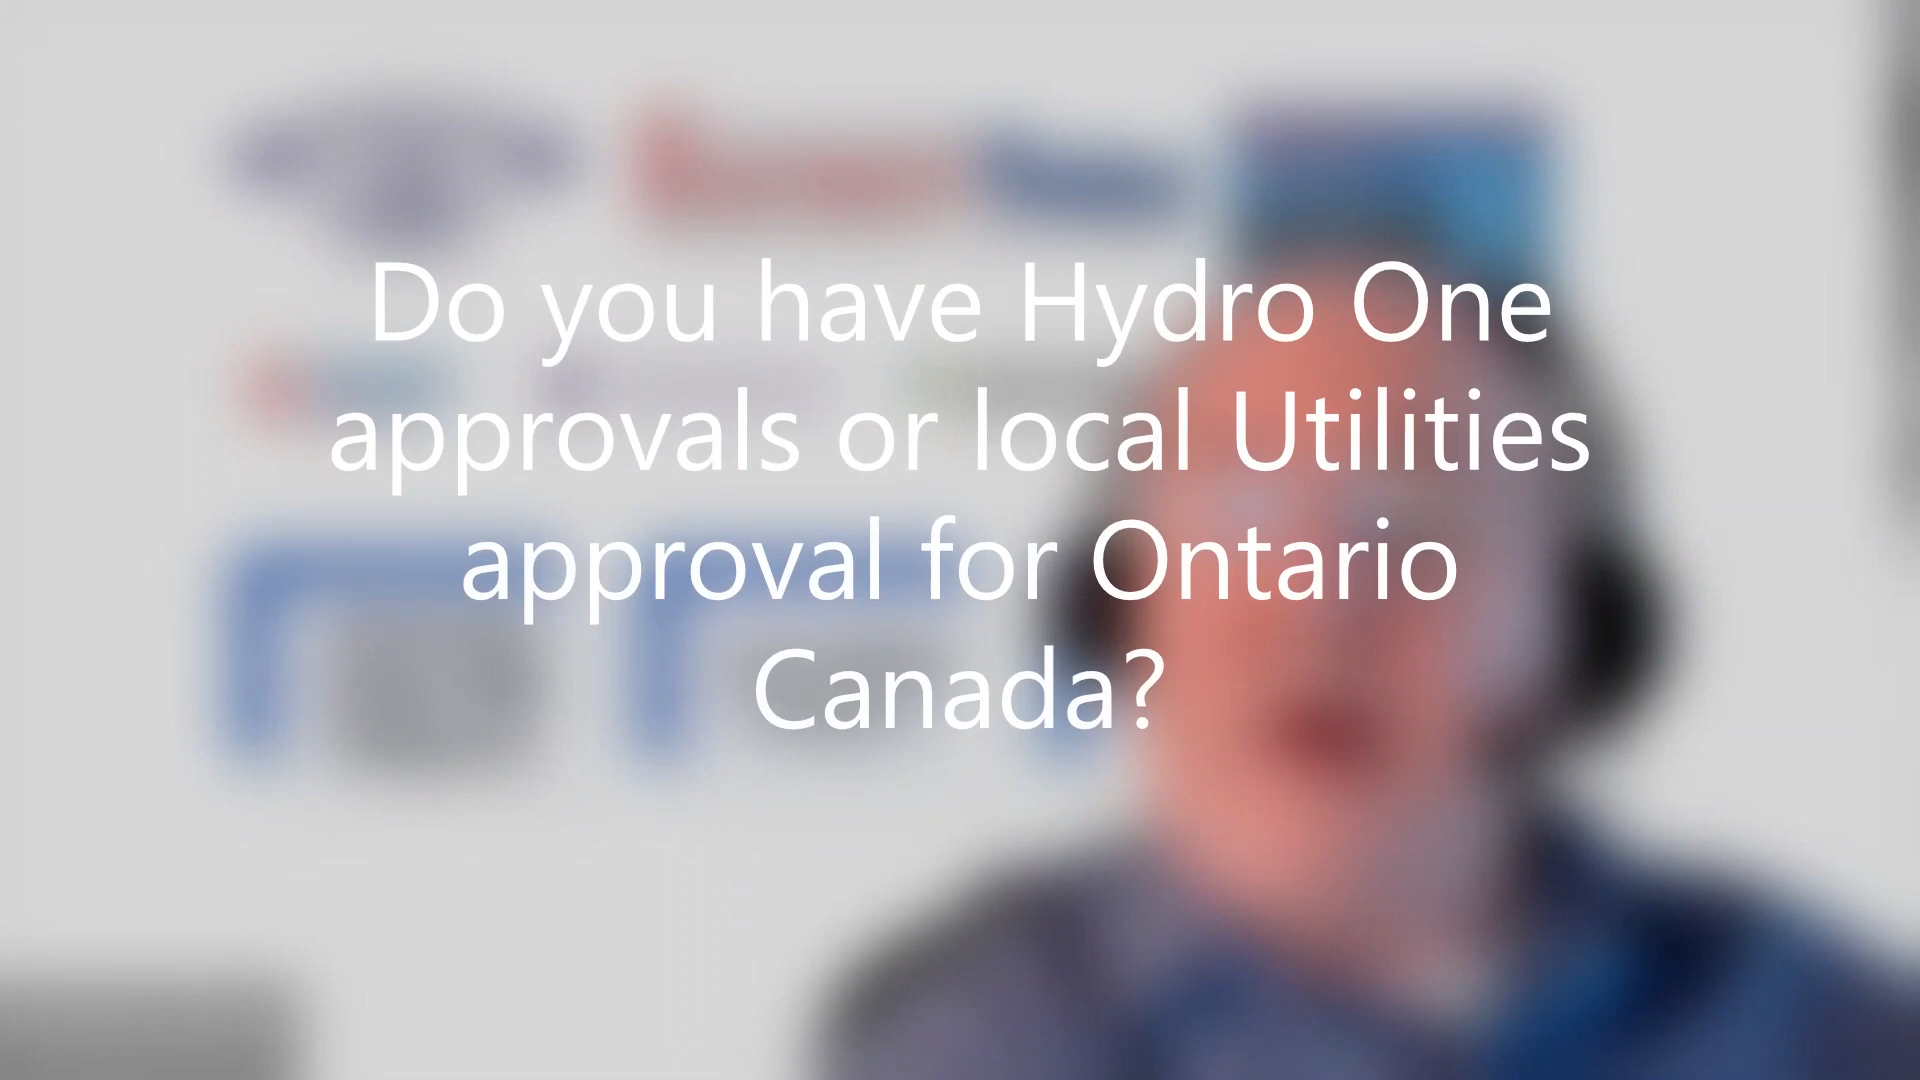 Do you have Hydro One
approvals or local Utilities
approval for Ontario
Canada?